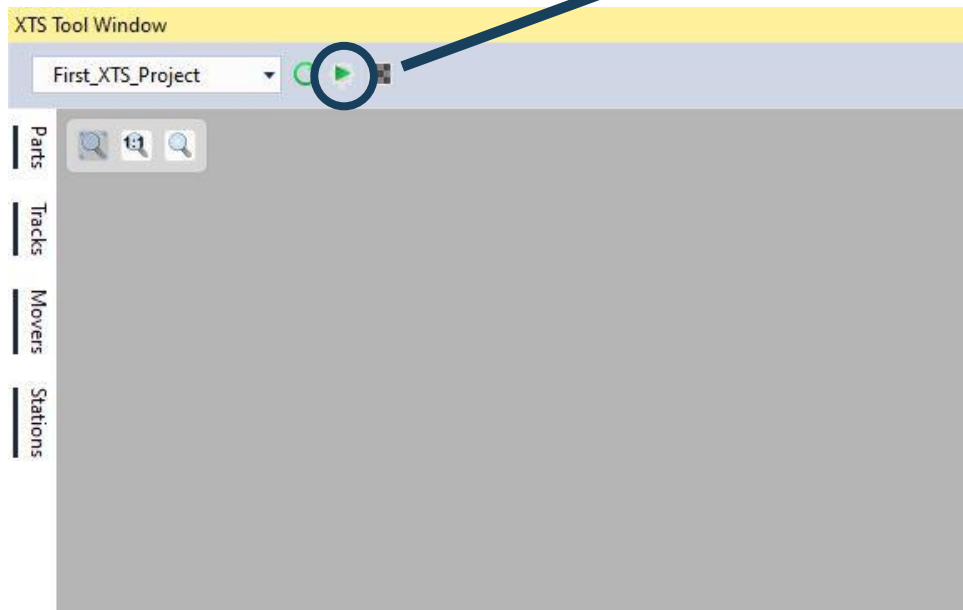 XTS Tool Window
First_XTS_Project
1:1
Parts
Tracks
Movers
Stations